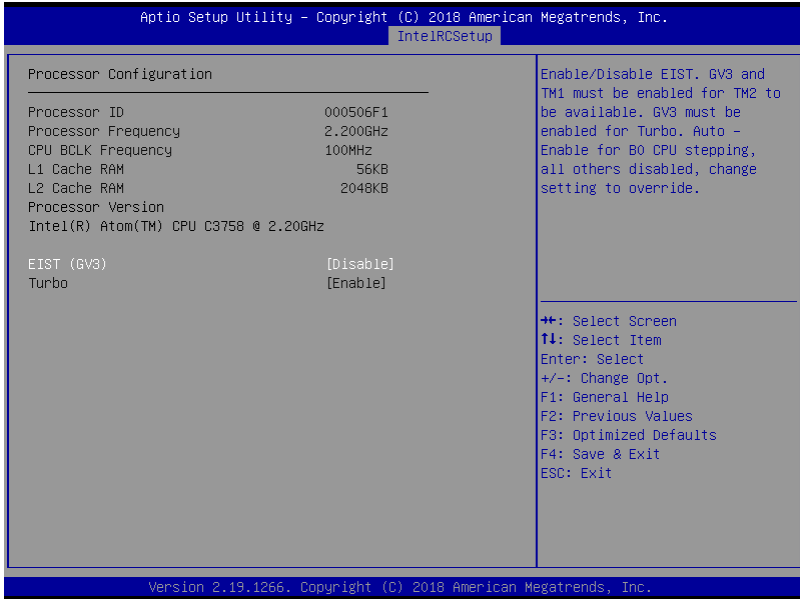 Aptio Setup Utility – Copyright (C) 2018 American Megatrends, Inc.
IntelRCSetup
Processor Configuration
Processor ID 000506F1
Processor Frequency 2.200GHz
CPU BCLK Frequency 100MHz
L1 Cache RAM 56KB
L2 Cache RAM 2048KB
Processor Version
Intel(R) Atom(TM) CPU C3758 @ 2.20GHz
EIST (GV3) [Disable]
Turbo [Enable]
Enable/Disable EIST. GV3 and
TM1 must be enabled for TM2 to
be available. GV3 must be
enabled for Turbo. Auto –
Enable for B0 CPU stepping,
all others disabled, change
setting to override.
→←: Select Screen
↑↓: Select Item
Enter: Select
+/-: Change Opt.
F1: General Help
F2: Previous Values
F3: Optimized Defaults
F4: Save & Exit
ESC: Exit
Version 2.19.1266. Copyright (C) 2018 American Megatrends, Inc.